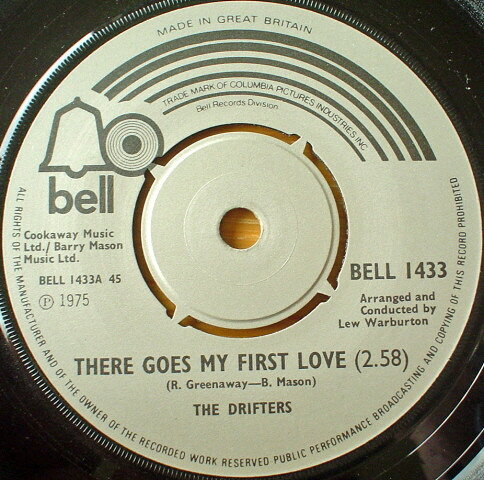 MADE IN GREAT BRITAIN
TRADE MARK OF COLUMBIA PICTURES INDUSTRIES INC
Bell Records Division
bell
Cookaway Music
Ltd./ Barry Mason
Music Ltd.
BELL 1433A 45
Ⓟ 1975
BELL 1433
Arranged and
Conducted by
Lew Warburton
THERE GOES MY FIRST LOVE (2.58)
(R. Greenaway—B. Mason)
THE DRIFTERS
ALL RIGHTS OF THE MANUFACTURER AND OF THE OWNER OF THE RECORDED WORK RESERVED PUBLIC PERFORMANCE BROADCASTING AND COPYING OF THIS RECORD PROHIBITED